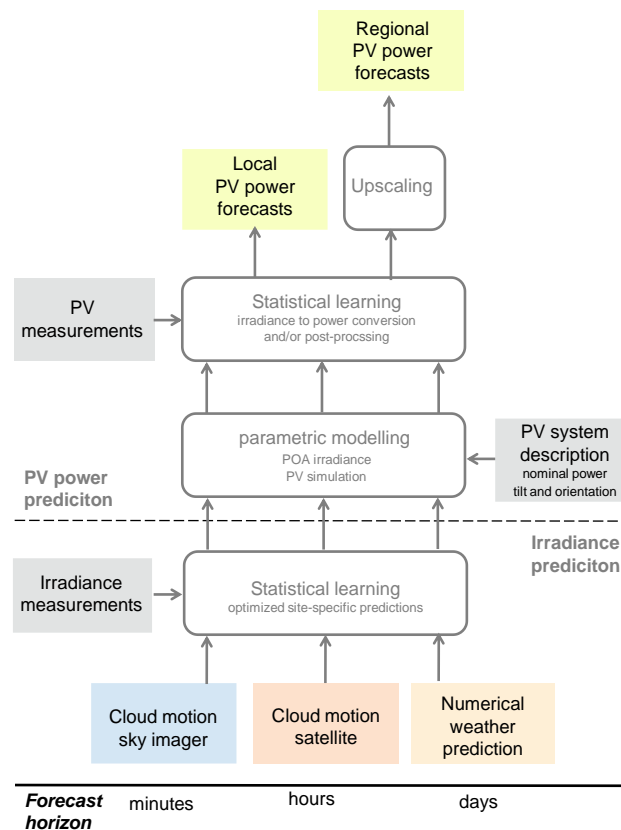 Regional
PV power
forecasts
Local
PV power
forecasts
Upscaling
PV
measurements
Statistical learning
irradiance to power conversion
and/or post-procssing
parametric modelling
POA irradiance
PV simulation
PV system
description
nominal power
tilt and orientation
PV power
prediciton
Irradiance
prediciton
Irradiance
measurements
Statistical learning
optimized site-specific predictions
Cloud motion
sky imager
Cloud motion
satellite
Numerical
weather
prediction
Forecast
horizon
minutes
hours
days